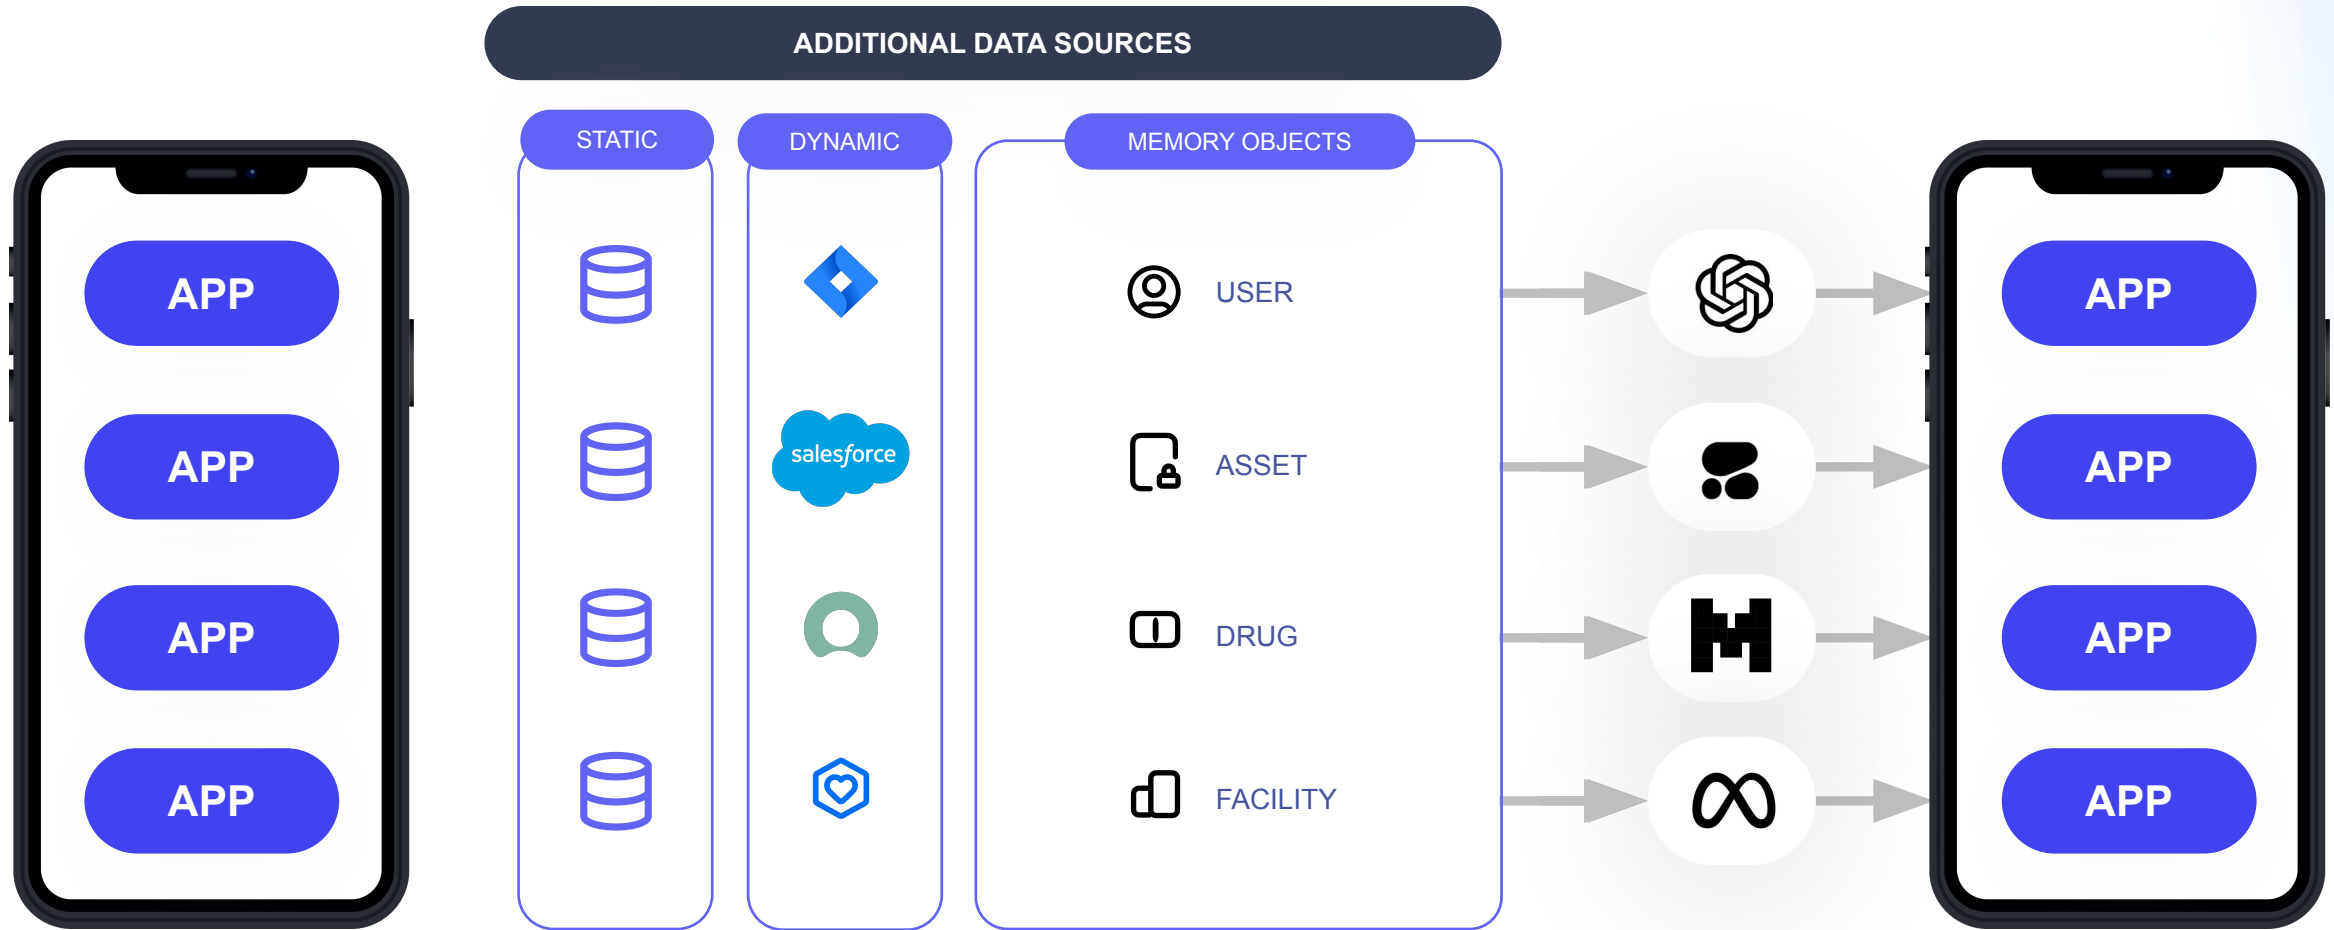 ADDITIONAL DATA SOURCES
STATIC
DYNAMIC
MEMORY OBJECTS
APP
salesforce
USER
APP
APP
ASSET
APP
APP
DRUG
APP
APP
FACILITY
APP